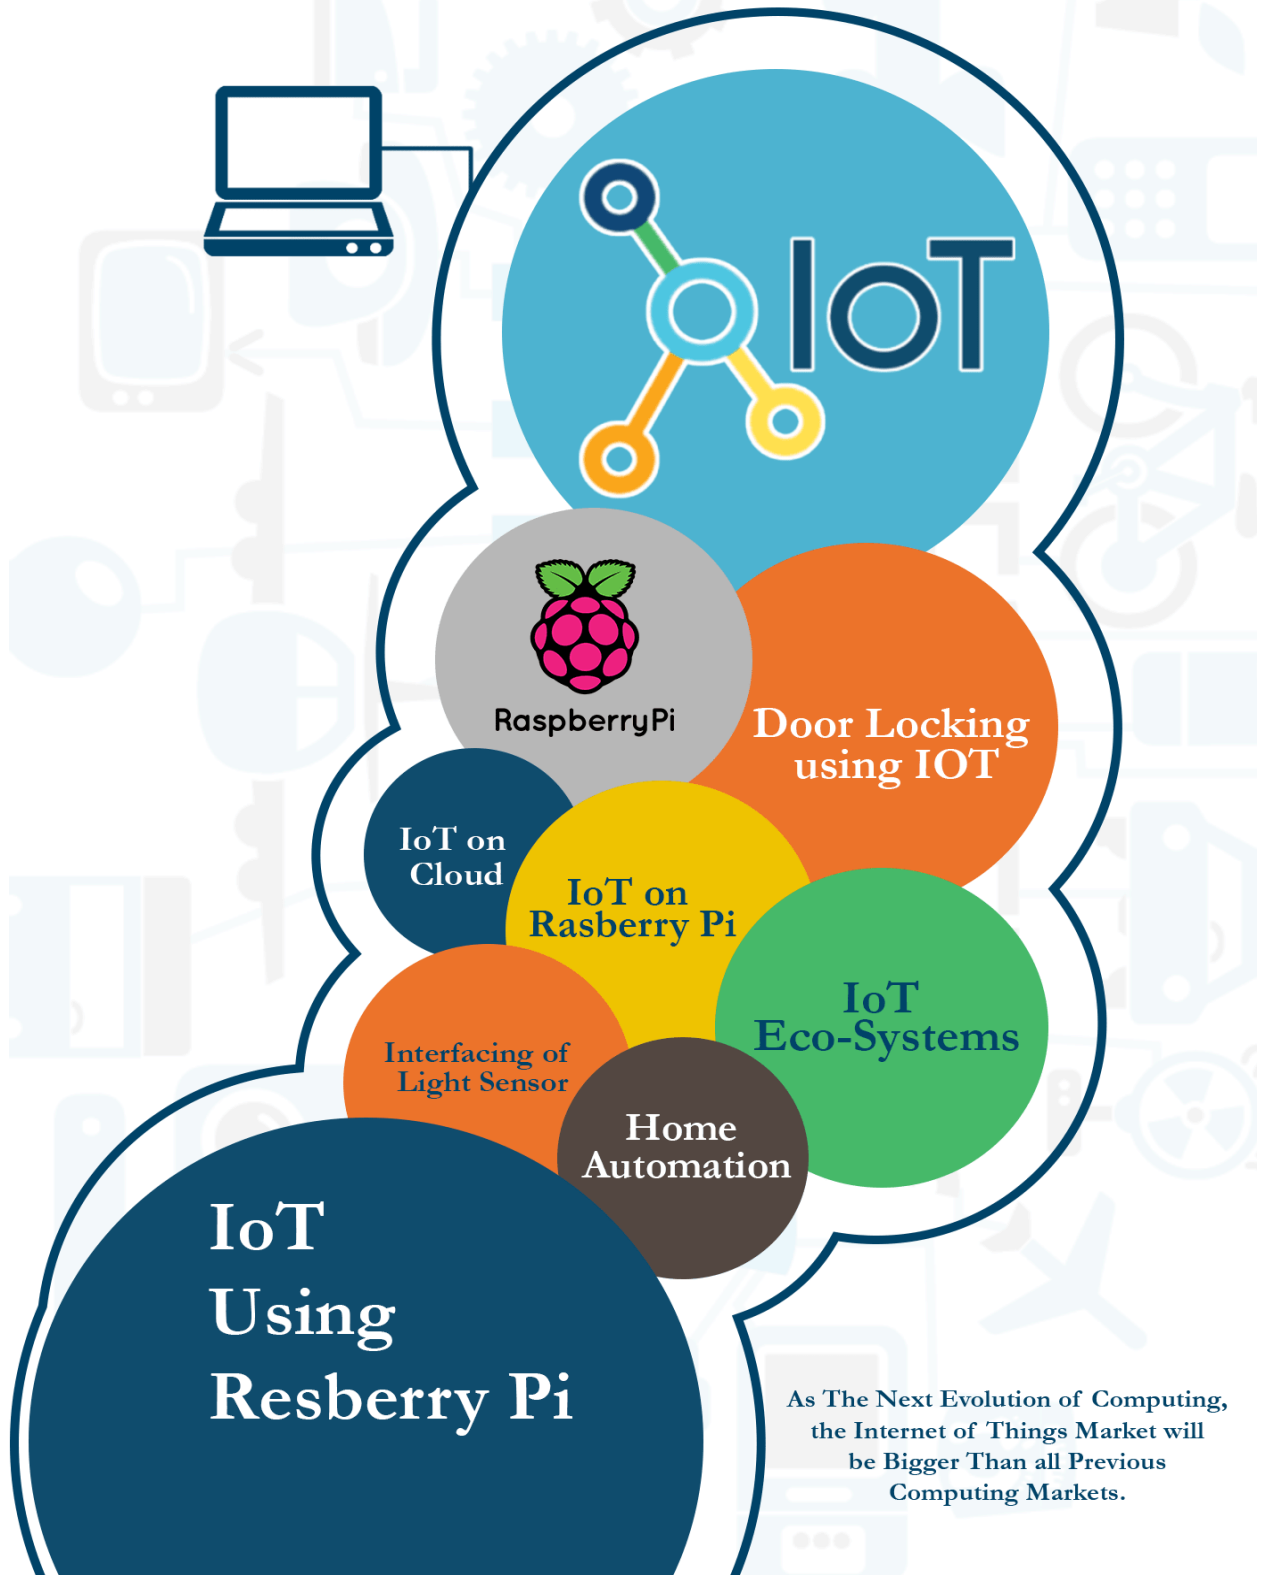 IoT
RaspberryPi
Door Locking
using IOT
IoT on
Cloud
IoT on
Rasberry Pi
IoT
Eco-Systems
Interfacing of
Light Sensor
Home
Automation
IoT
Using
Resberry Pi
As The Next Evolution of Computing,
the Internet of Things Market will
be Bigger Than all Previous
Computing Markets.